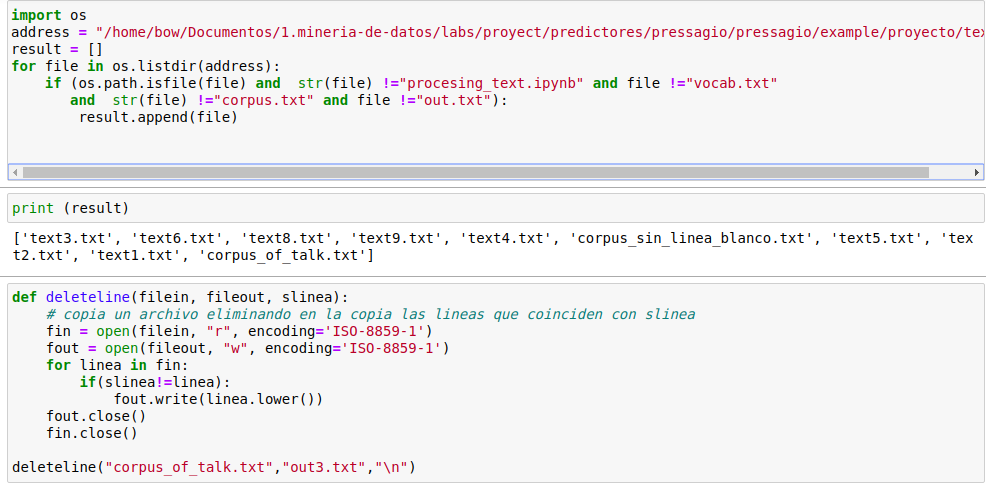 import os
address = "/home/bow/Documentos/1.mineria-de-datos/labs/proyect/predictores/pressagio/pressagio/example/proyecto/tex
result = []
for file in os.listdir(address):
    if (os.path.isfile(file) and  str(file) !="procesing_text.ipynb" and file !="vocab.txt"
       and  str(file) !="corpus.txt" and file !="out.txt"):
        result.append(file)
print (result)
['text3.txt', 'text6.txt', 'text8.txt', 'text9.txt', 'text4.txt', 'corpus_sin_linea_blanco.txt', 'text5.txt', 'tex
t2.txt', 'text1.txt', 'corpus_of_talk.txt']
def deleteline(filein, fileout, slinea):
    # copia un archivo eliminando en la copia las lineas que coinciden con slinea
    fin = open(filein, "r", encoding='ISO-8859-1')
    fout = open(fileout, "w", encoding='ISO-8859-1')
    for linea in fin:
        if(slinea!=linea):
            fout.write(linea.lower())
    fout.close()
    fin.close()
deleteline("corpus_of_talk.txt","out3.txt","\n")